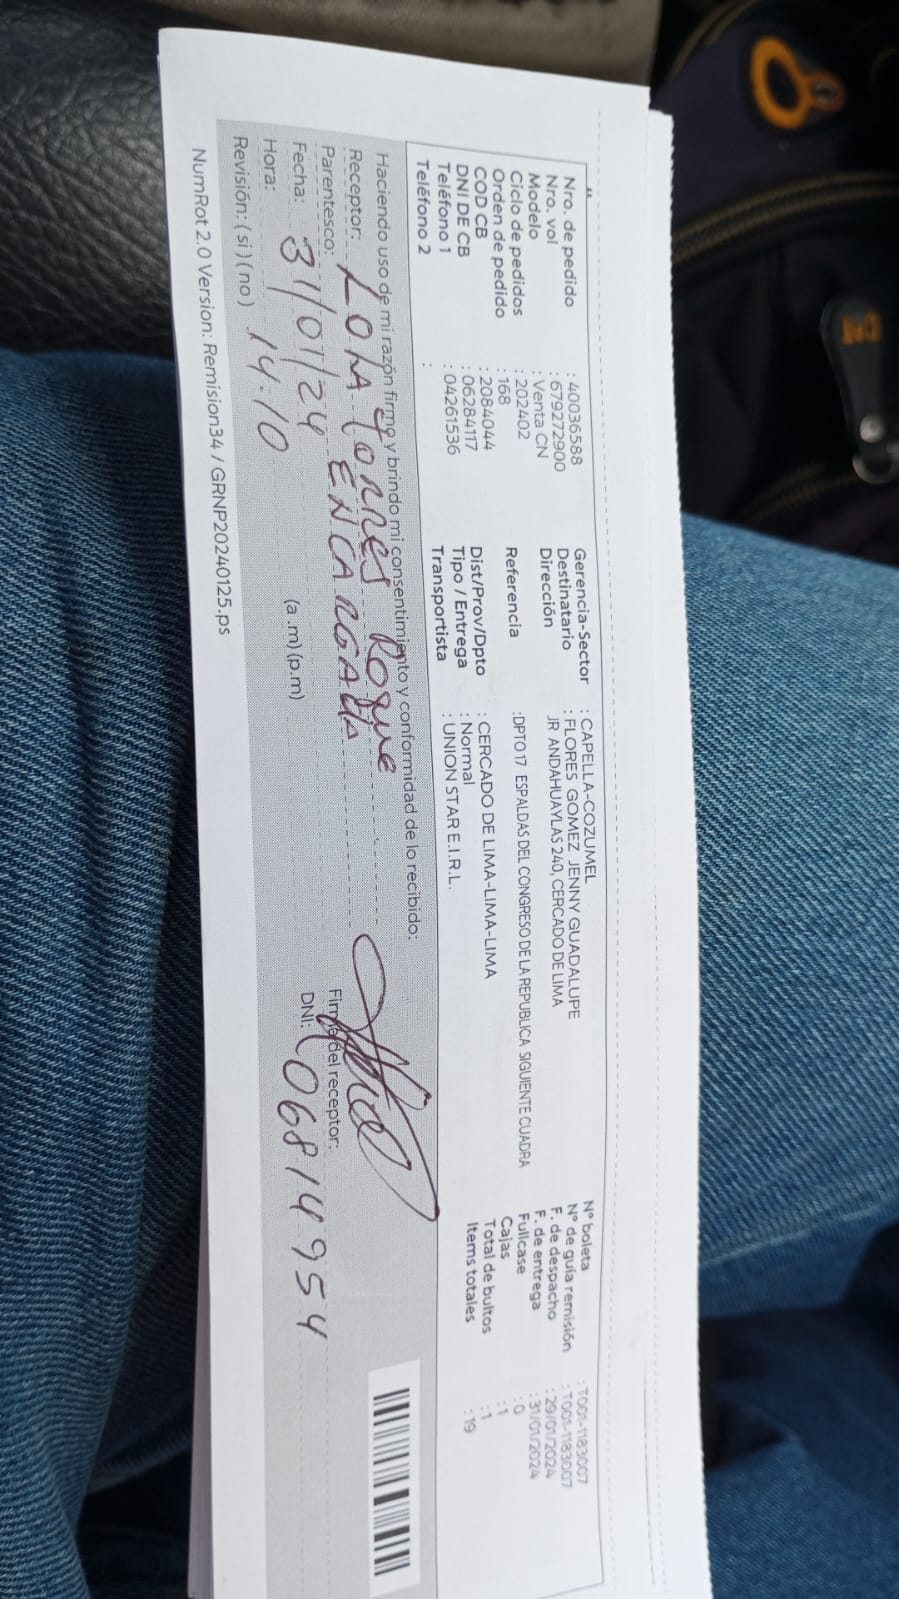 Nro. de pedido : 40036588
Nro. vol : 679272900
Modelo : Venta CN
Ciclo de pedidos : 202402
Orden de pedido : 168
COD CB : 2084044
DNI DE CB : 06284117
Teléfono 1 : 04261536
Teléfono 2 :
Gerencia-Sector : CAPELLA-COZUMEL
Destinatario : FLORES GOMEZ JENNY GUADALUPE
Dirección JR ANDAHUAYLAS 240, CERCADO DE LIMA
Referencia :DPTO 17 ESPALDAS DEL CONGRESO DE LA REPUBLICA SIGUIENTE CUADRA
Dist/Prov/Dpto : CERCADO DE LIMA-LIMA-LIMA
Tipo / Entrega : Normal
Transportista : UNION STAR E.I.R.L.
N° boleta : T001-1183007
N° de guía remisión : T001-1183007
F. de despacho : 29/01/2024
F. de entrega : 31/01/2024
Fullcase : 0
Cajas : 1
Total de bultos : 1
Items totales : 19
Haciendo uso de mi razón firmo y brindo mi consentimiento y conformidad de lo recibido:
Receptor: LOLA TORRES ROQUE
Parentesco: ENCARGADA
Fecha: 31/01/24
Hora: 14.10 (a .m) (p.m)
Revisión: ( si ) ( no )
Firma del receptor:
DNI: 06814954
NumRot 2.0 Version: Remision34 / GRNP20240125.ps
CAT